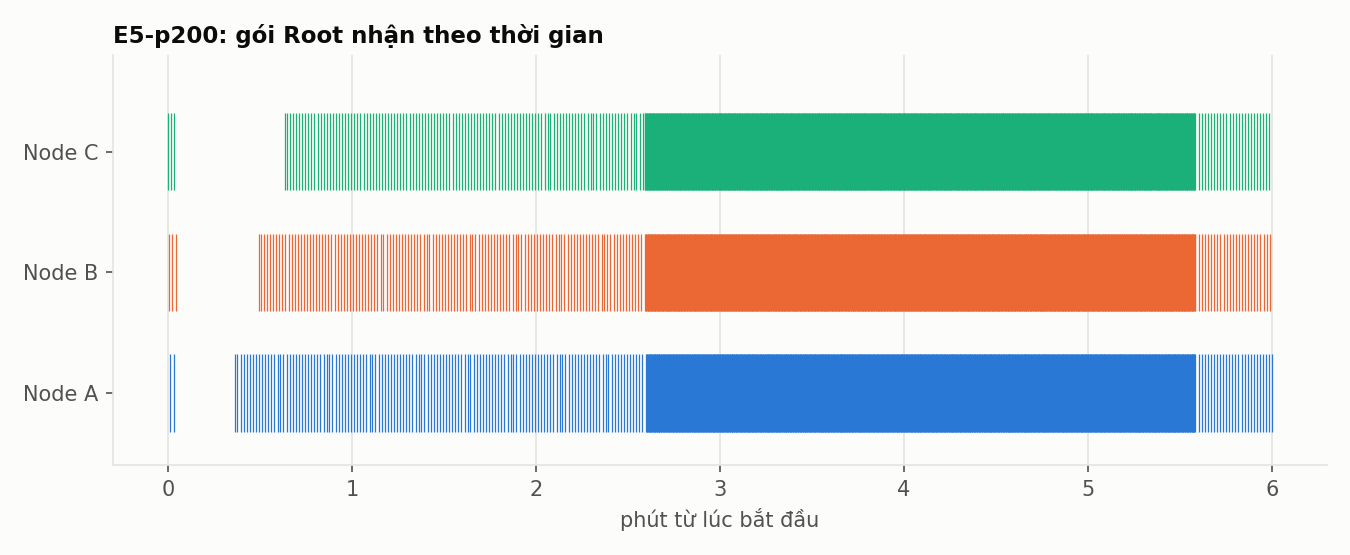 E5-p200: gói Root nhận theo thời gian
Node C
Node B
Node A
0 1 2 3 4 5 6
phút từ lúc bắt đầu